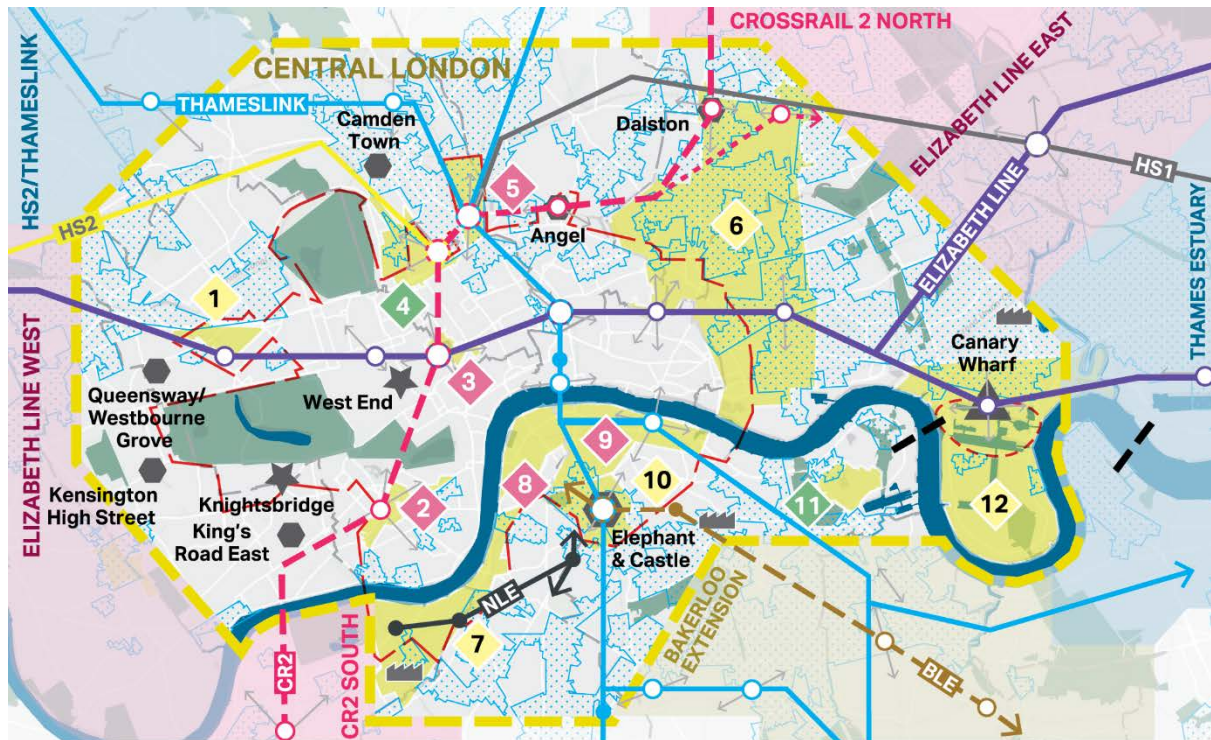 CROSSRAIL 2 NORTH
CENTRAL LONDON
THAMESLINK
Camden
Town
Dalston
HS2/THAMESLINK
ELIZABETH LINE EAST
HS1
HS2
5
Angel
6
ELIZABETH LINE
THAMES ESTUARY
1
4
Canary
Wharf
ELIZABETH LINE WEST
Queensway/
Westbourne
Grove
West End
3
Kensington
High Street
Knightsbridge
King's
Road East
2
8
9
10
11
12
Elephant
& Castle
NLE
7
BAKERLOO
EXTENSION
CR2
CR2 SOUTH
BLE